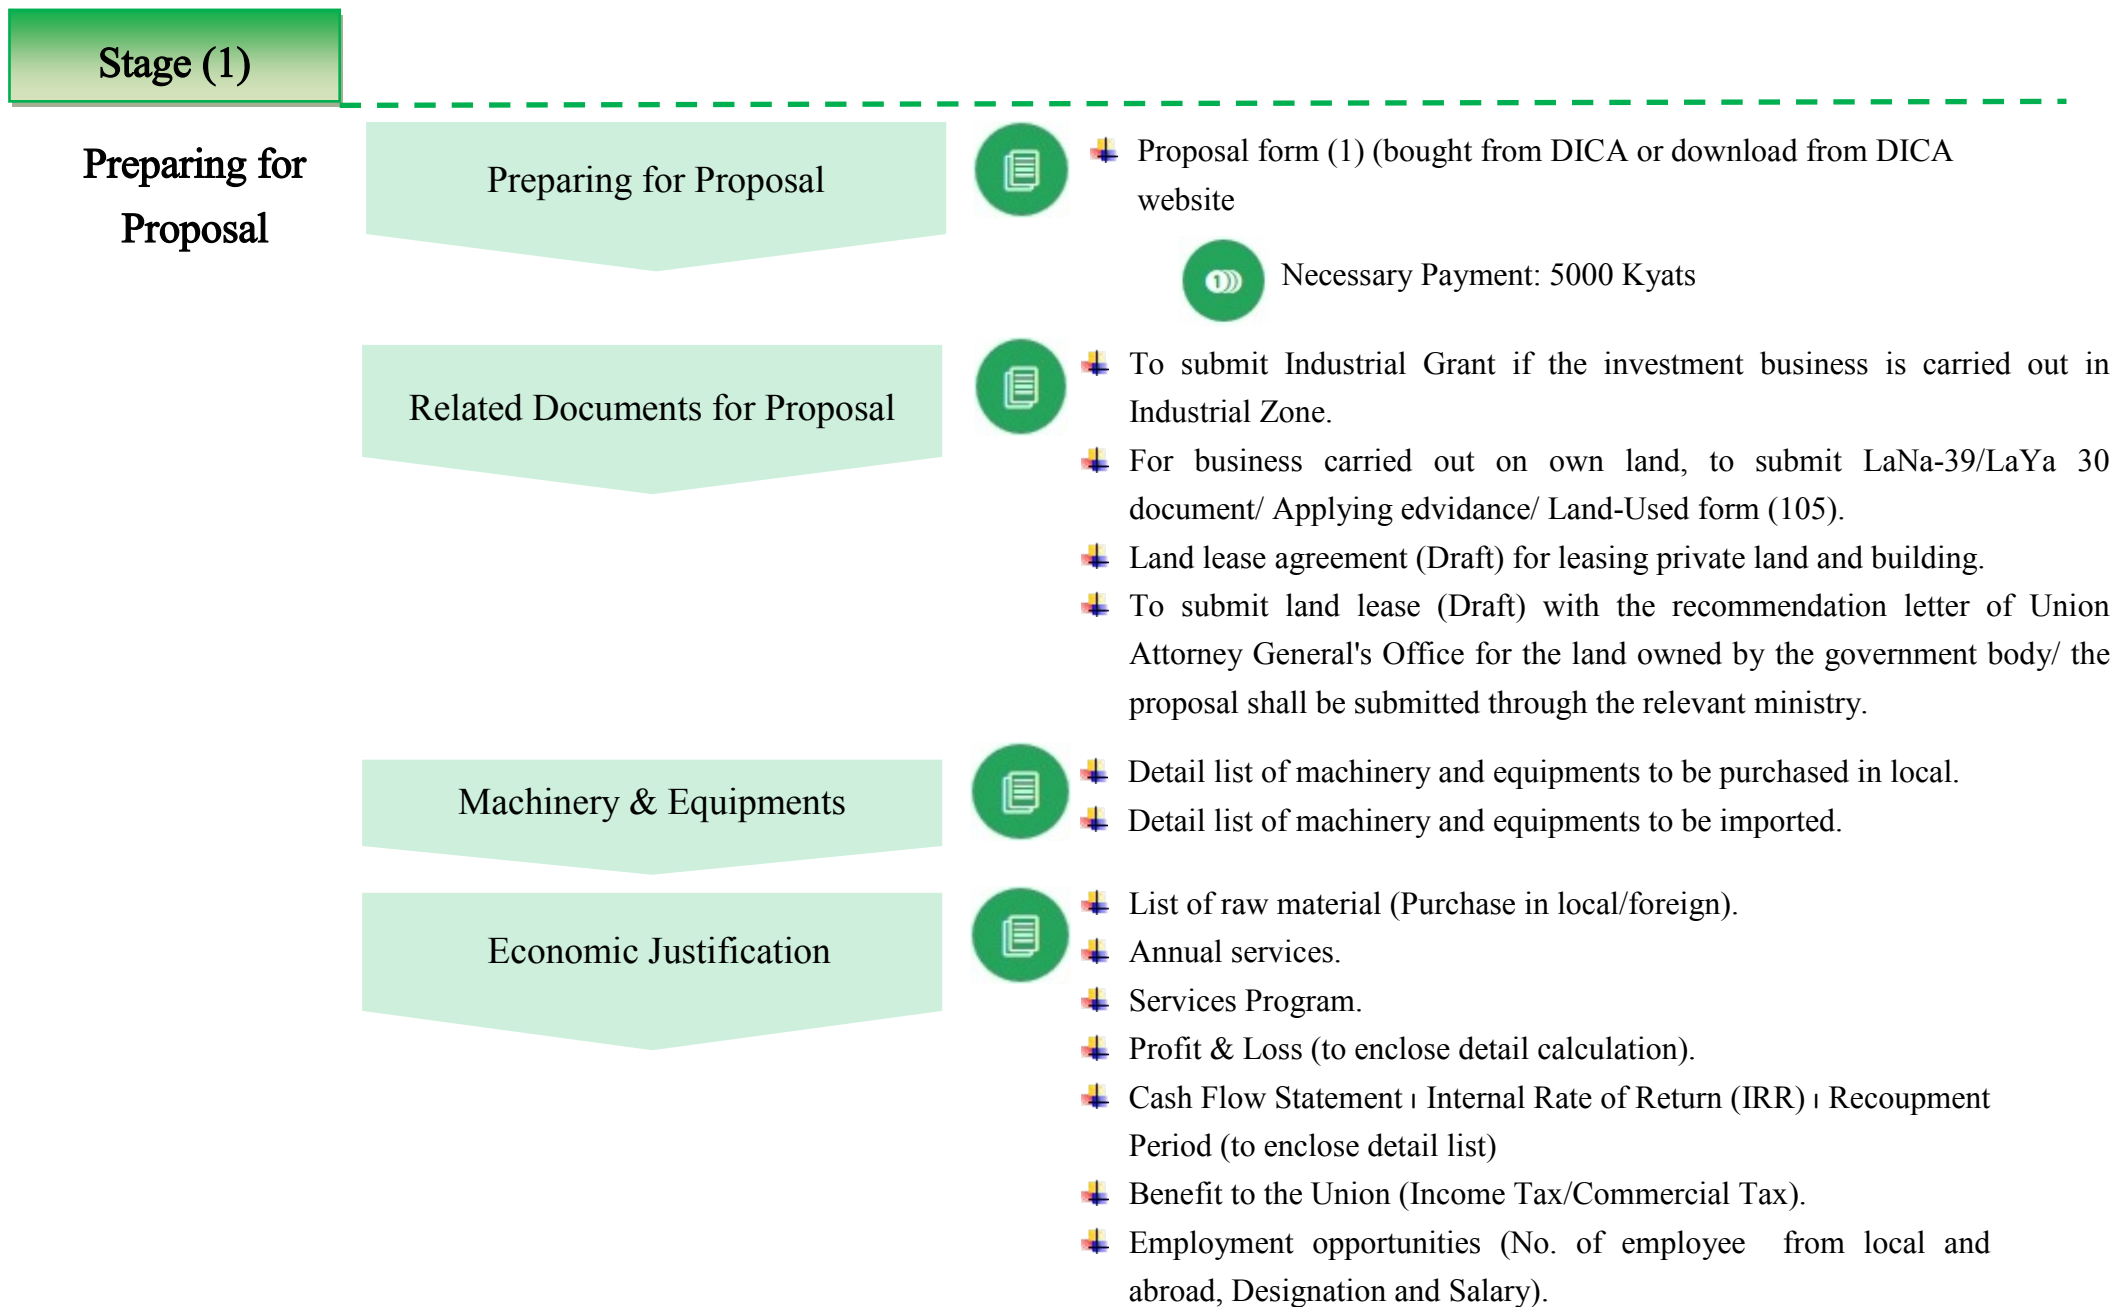 Stage (1)
Preparing for
Proposal
Preparing for Proposal
Proposal form (1) (bought from DICA or download from DICA
website
Necessary Payment: 5000 Kyats
Related Documents for Proposal
To submit Industrial Grant if the investment business is carried out in
Industrial Zone.
For business carried out on own land, to submit LaNa-39/LaYa 30
document/ Applying edvidance/ Land-Used form (105).
Land lease agreement (Draft) for leasing private land and building.
To submit land lease (Draft) with the recommendation letter of Union
Attorney General's Office for the land owned by the government body/ the
proposal shall be submitted through the relevant ministry.
Machinery & Equipments
Detail list of machinery and equipments to be purchased in local.
Detail list of machinery and equipments to be imported.
Economic Justification
List of raw material (Purchase in local/foreign).
Annual services.
Services Program.
Profit & Loss (to enclose detail calculation).
Cash Flow Statement ၊ Internal Rate of Return (IRR) ၊ Recoupment
Period (to enclose detail list)
Benefit to the Union (Income Tax/Commercial Tax).
Employment opportunities (No. of employee from local and
abroad, Designation and Salary).